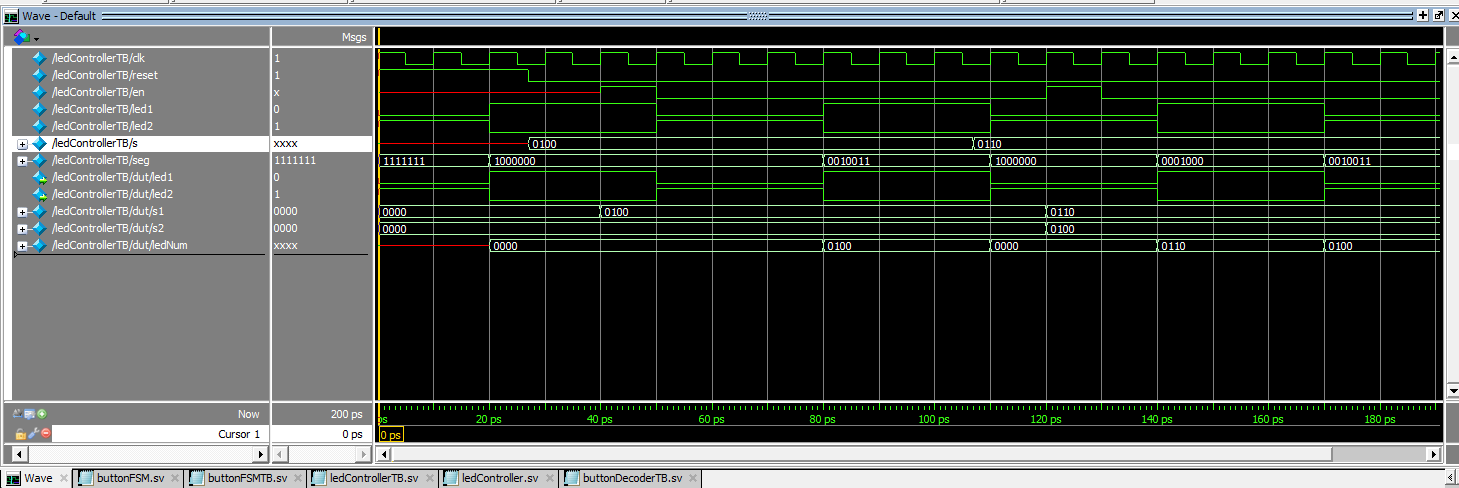 Wave - Default
Msgs
/ledControllerTB/clk 1
/ledControllerTB/reset 1
/ledControllerTB/en x
/ledControllerTB/led1 0
/ledControllerTB/led2 1
/ledControllerTB/s xxxx 0100 0110
/ledControllerTB/seg 1111111 1111111 1000000 0010011 1000000 0001000 0010011
/ledControllerTB/dut/led1 0
/ledControllerTB/dut/led2 1
/ledControllerTB/dut/s1 0000 0000 0100 0110
/ledControllerTB/dut/s2 0000 0000 0100
/ledControllerTB/dut/ledNum xxxx 0000 0100 0000 0110 0100
Now 200 ps ps 20 ps 40 ps 60 ps 80 ps 100 ps 120 ps 140 ps 160 ps 180 ps
Cursor 1 0 ps 0 ps
Wave buttonFSM.sv buttonFSMTB.sv ledControllerTB.sv ledController.sv buttonDecoderTB.sv